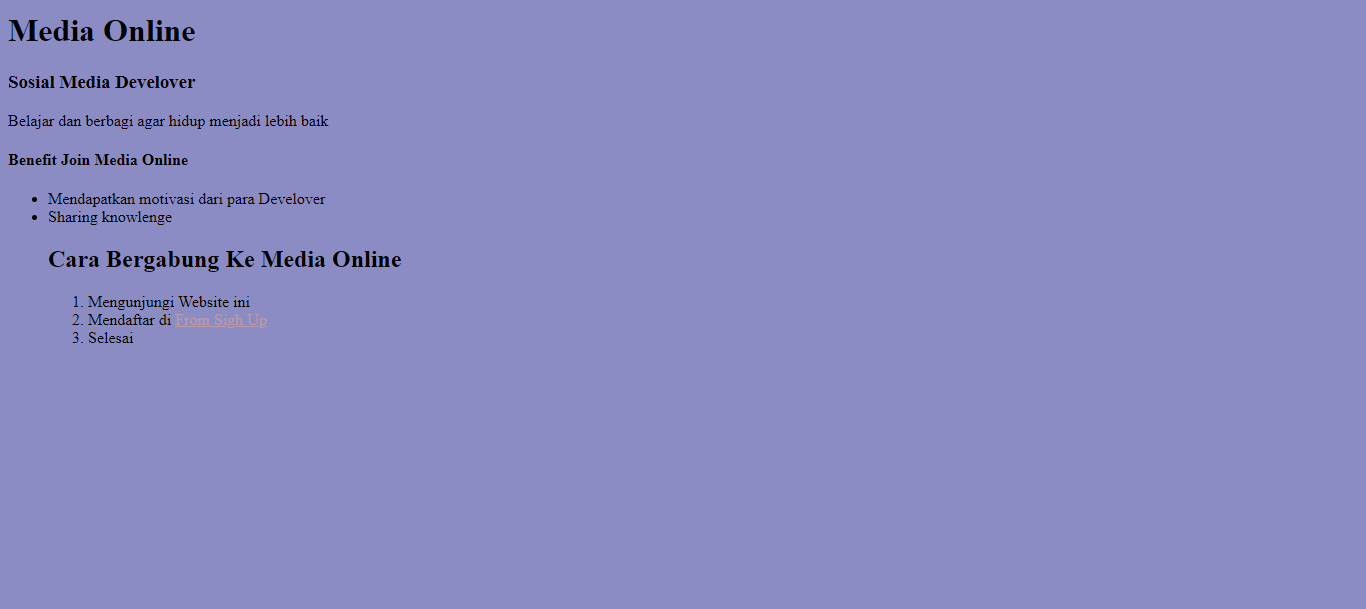 Media Online
Sosial Media Develover
Belajar dan berbagi agar hidup menjadi lebih baik
Benefit Join Media Online
• Mendapatkan motivasi dari para Develover
• Sharing knowlenge
Cara Bergabung Ke Media Online
1. Mengunjungi Website ini
2. Mendaftar di From Sigh Up
3. Selesai